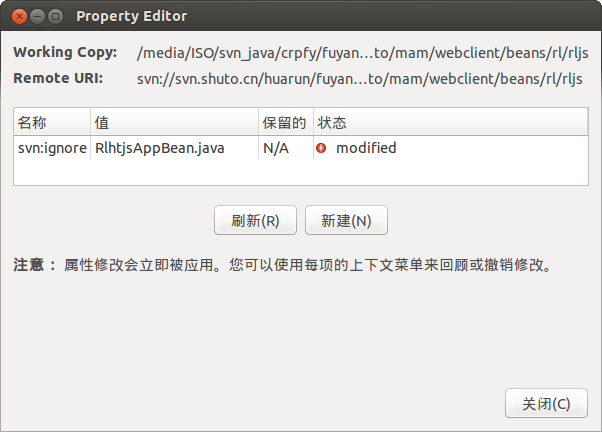 Property Editor
Working Copy: /media/ISO/svn_java/crpfy/fuyan…to/mam/webclient/beans/rl/rljs
Remote URI: svn://svn.shuto.cn/huarun/fuyan…to/mam/webclient/beans/rl/rljs
名称 值 保留的 状态
svn:ignore RlhtjsAppBean.java N/A modified
刷新(R) 新建(N)
注意： 属性修改会立即被应用。您可以使用每项的上下文菜单来回顾或撤销修改。
关闭(C)